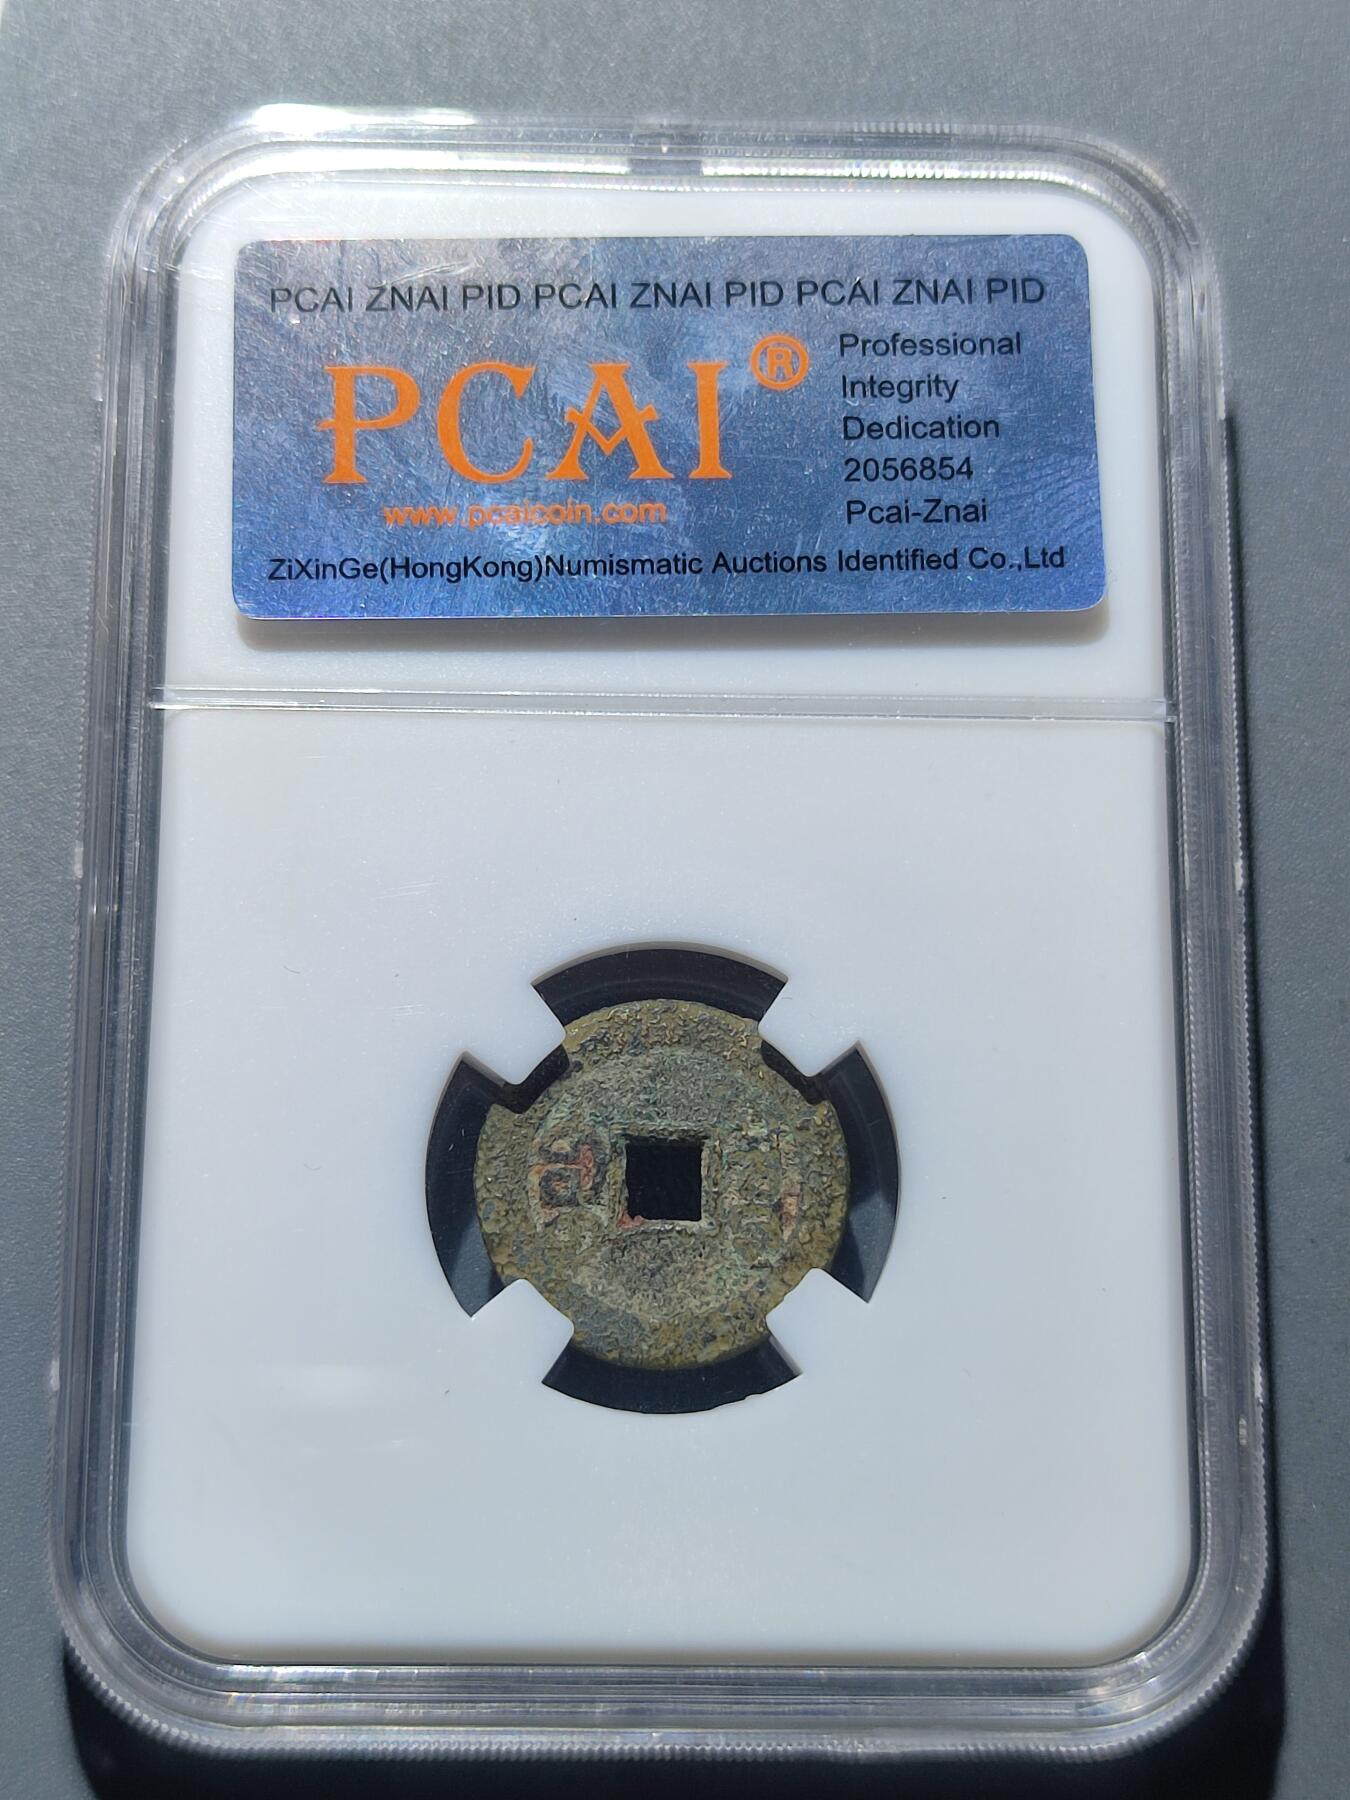 PCAI ZNAI PID PCAI ZNAI PID PCAI ZNAI PID
PCAI®
www.pcaicoin.com
Professional
Integrity
Dedication
2056854
Pcai-Znai
ZiXinGe(HongKong)Numismatic Auctions Identified Co.,Ltd